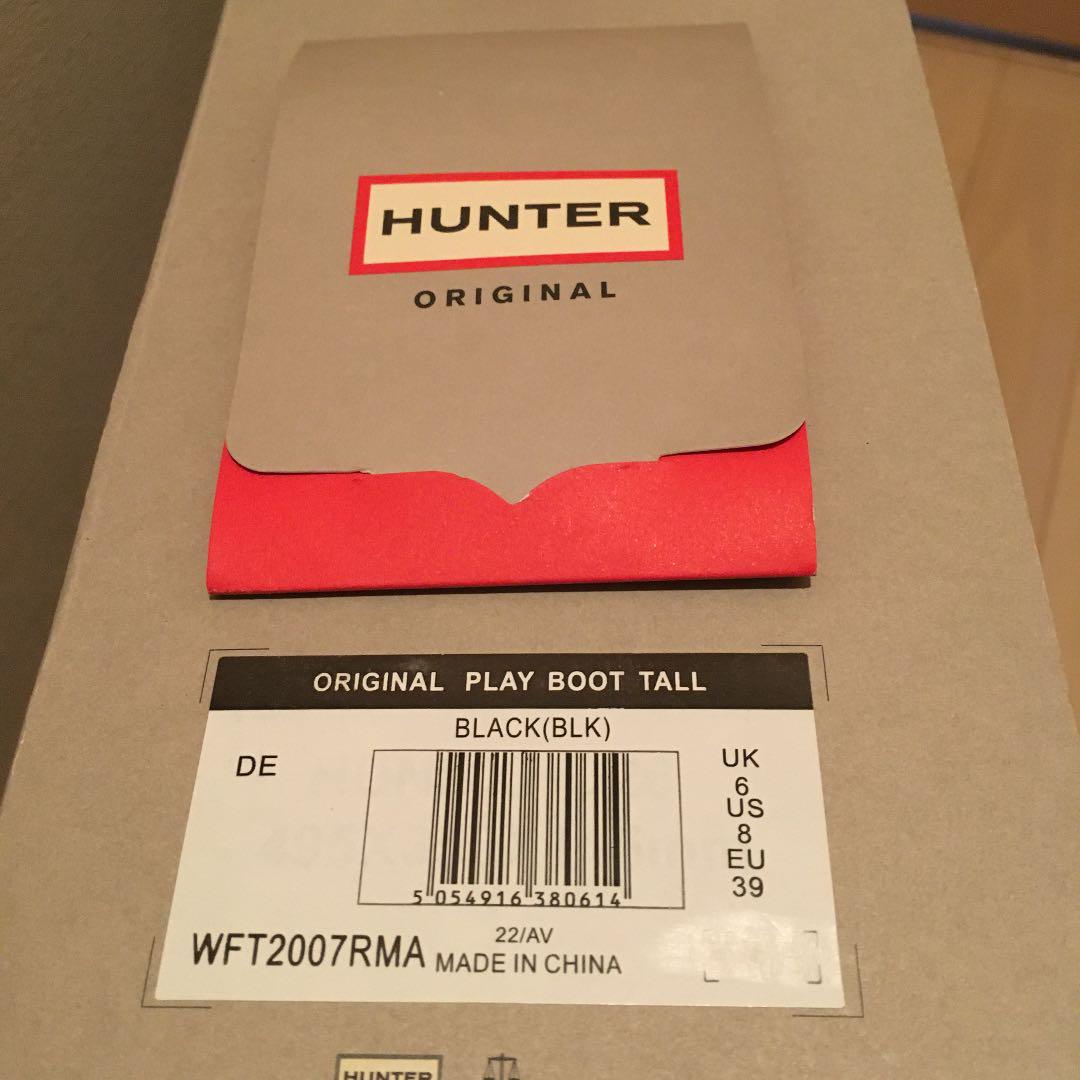 HUNTER
ORIGINAL
ORIGINAL PLAY BOOT TALL
BLACK(BLK)
DE
UK
6
US
8
EU
39
5 054916 380614
WFT2007RMA
22/AV
MADE IN CHINA
HUNTER